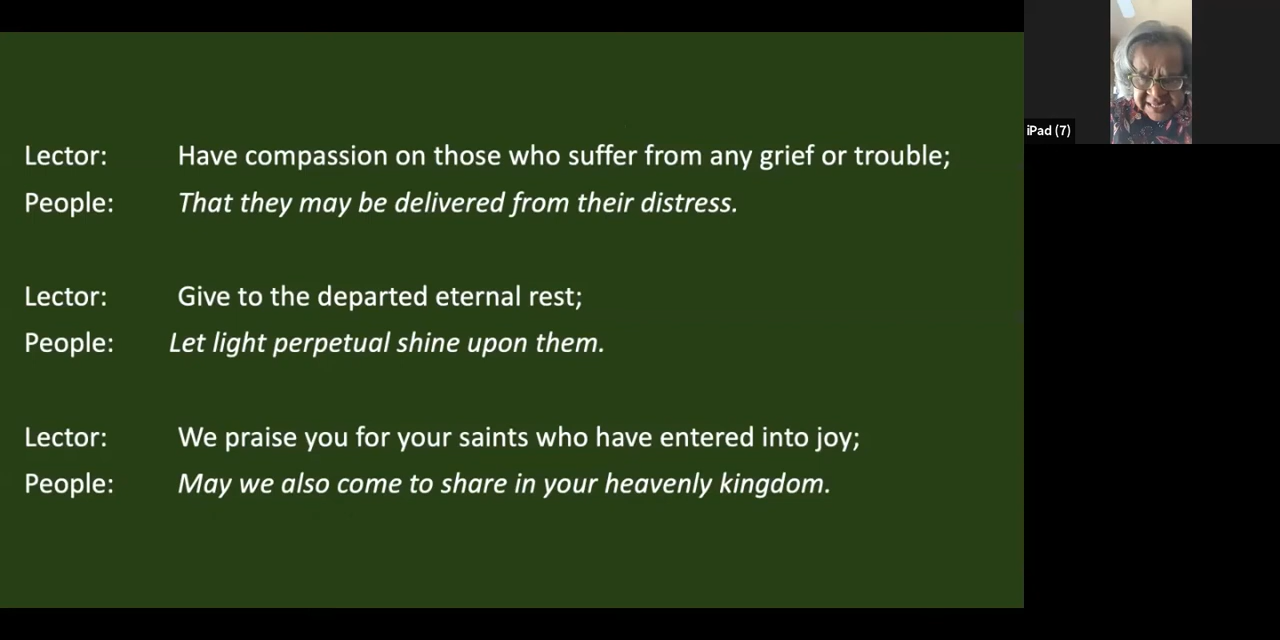 Lector: Have compassion on those who suffer from any grief or trouble;
People: That they may be delivered from their distress.
Lector: Give to the departed eternal rest;
People: Let light perpetual shine upon them.
Lector: We praise you for your saints who have entered into joy;
People: May we also come to share in your heavenly kingdom.
iPad (7)